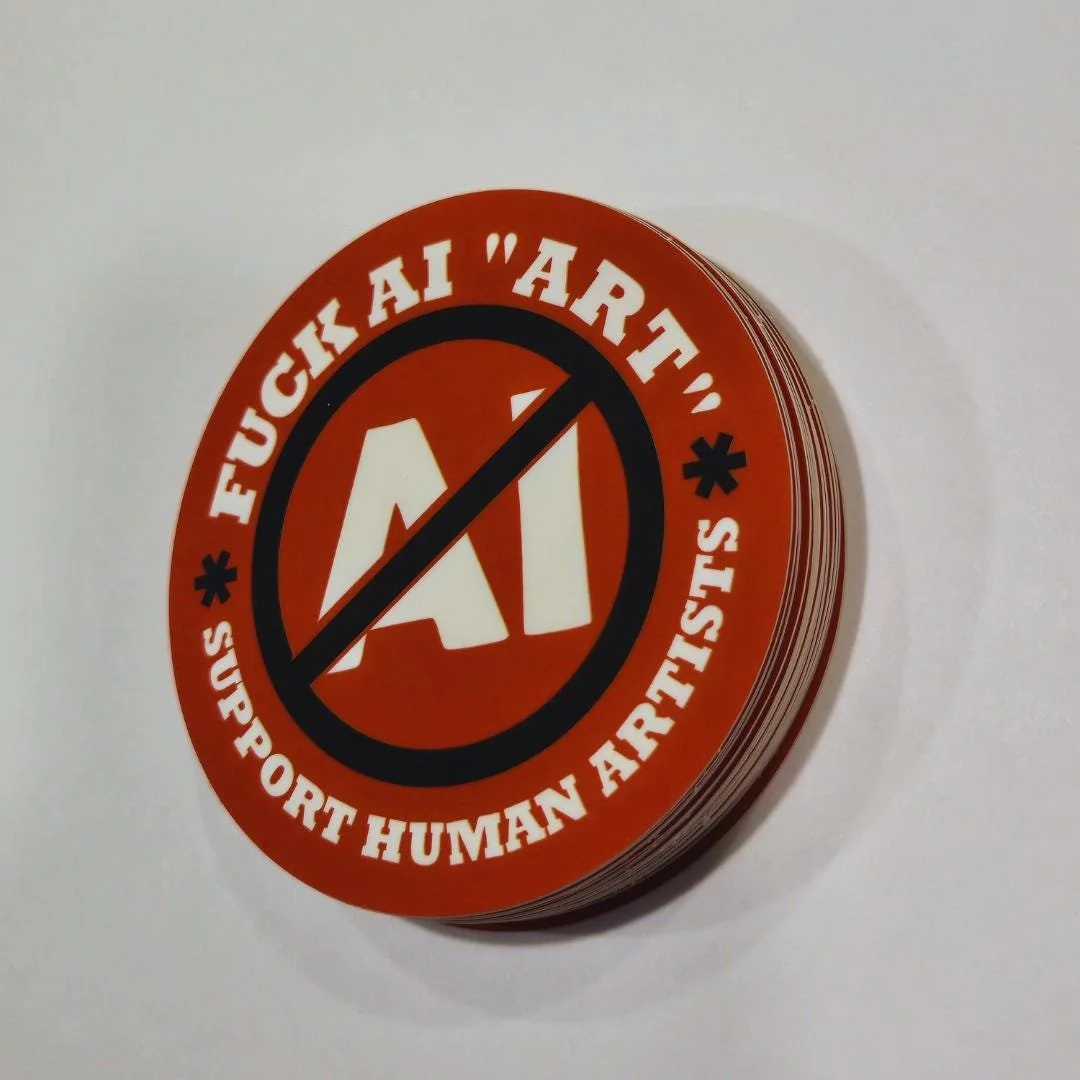 FUCK AI "ART"
AI
* SUPPORT HUMAN ARTISTS *